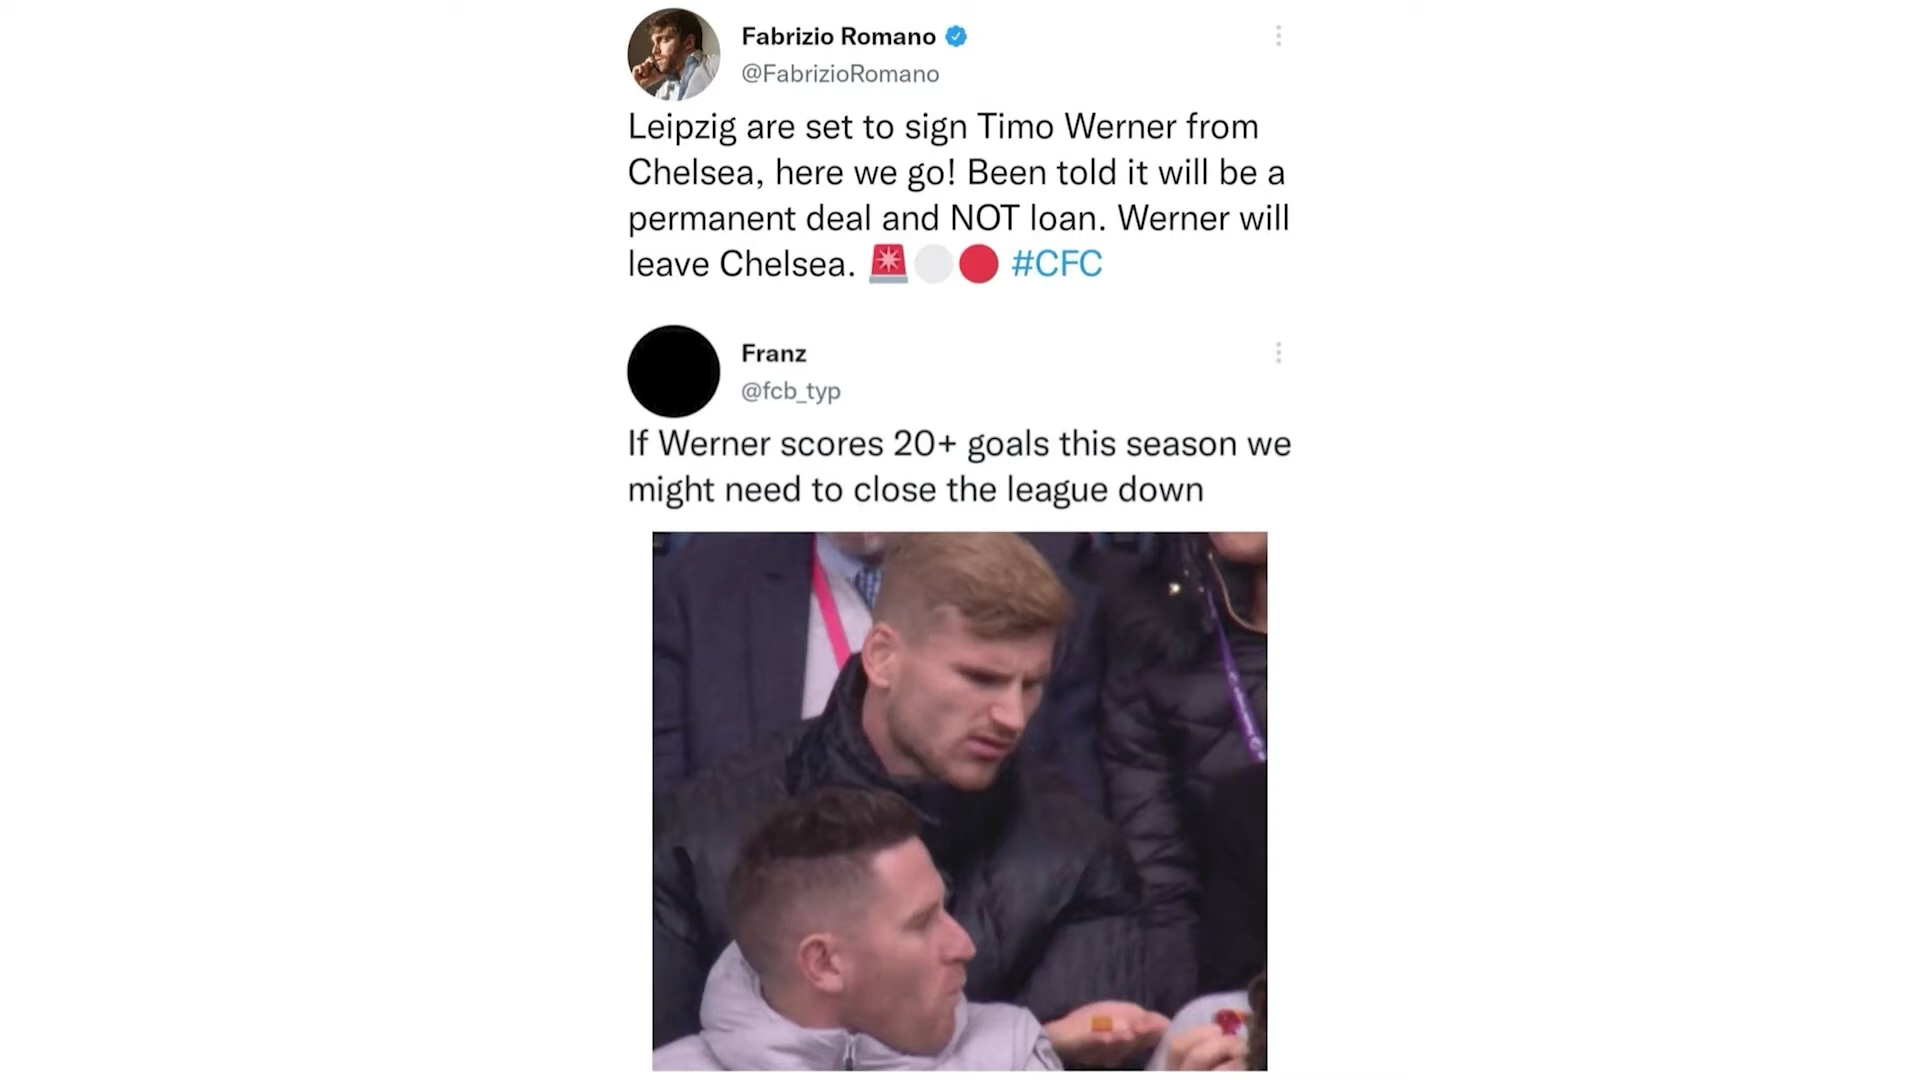 Fabrizio Romano
@FabrizioRomano
Leipzig are set to sign Timo Werner from
Chelsea, here we go! Been told it will be a
permanent deal and NOT loan. Werner will
leave Chelsea. 🚨⚪🔴 #CFC
Franz
@fcb_typ
If Werner scores 20+ goals this season we
might need to close the league down